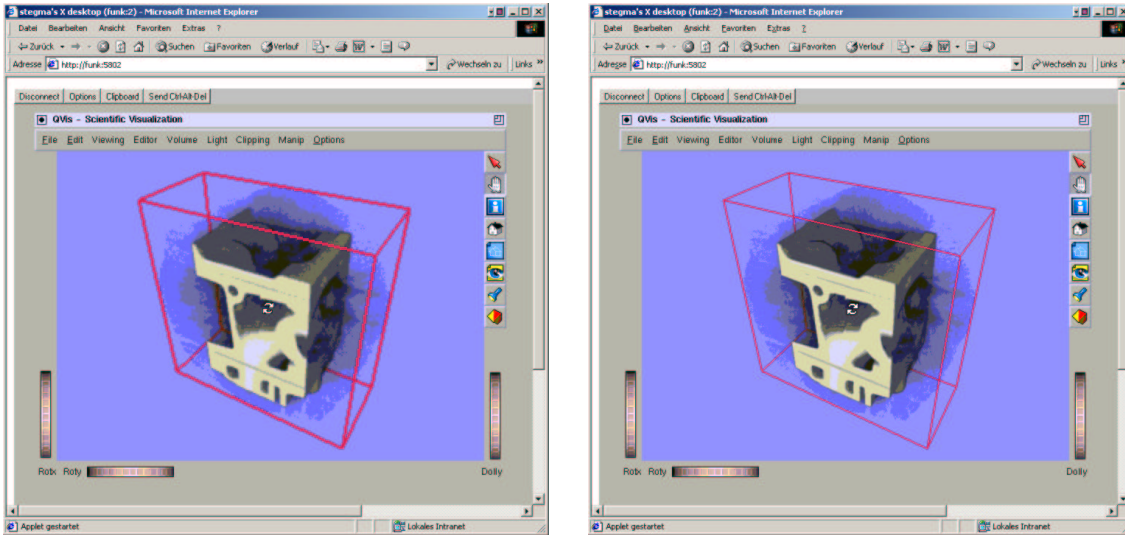 stegma's X desktop (funk:2) - Microsoft Internet Explorer
Datei Bearbeiten Ansicht Favoriten Extras ?
Zurück Suchen Favoriten Verlauf
Adresse http://funk:5802 Wechseln zu Links »
Disconnect Options Clipboard Send Ctrl-Alt-Del
QVis - Scientific Visualization
File Edit Viewing Editor Volume Light Clipping Manip Options
Rotx Roty Dolly
Applet gestartet Lokales Intranet
stegma's X desktop (funk:2) - Microsoft Internet Explorer
Datei Bearbeiten Ansicht Favoriten Extras ?
Zurück Suchen Favoriten Verlauf
Adresse http://funk:5802 Wechseln zu Links »
Disconnect Options Clipboard Send Ctrl-Alt-Del
QVis - Scientific Visualization
File Edit Viewing Editor Volume Light Clipping Manip Options
Rotx Roty Dolly
Applet gestartet Lokales Intranet